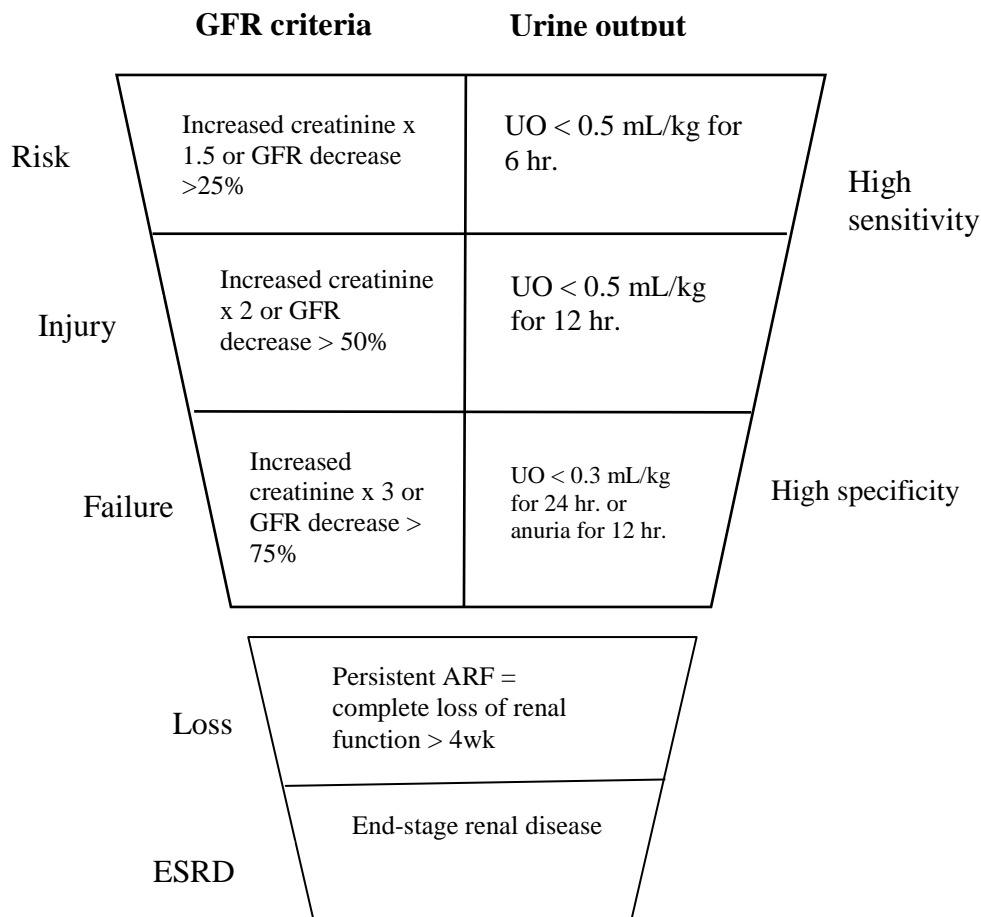 GFR criteria
Urine output
Risk
Increased creatinine x
1.5 or GFR decrease
>25%
UO < 0.5 mL/kg for
6 hr.
High
sensitivity
Injury
Increased creatinine
x 2 or GFR
decrease > 50%
UO < 0.5 mL/kg
for 12 hr.
Failure
Increased
creatinine x 3 or
GFR decrease >
75%
UO < 0.3 mL/kg
for 24 hr. or
anuria for 12 hr.
High specificity
Loss
Persistent ARF =
complete loss of renal
function > 4wk
ESRD
End-stage renal disease